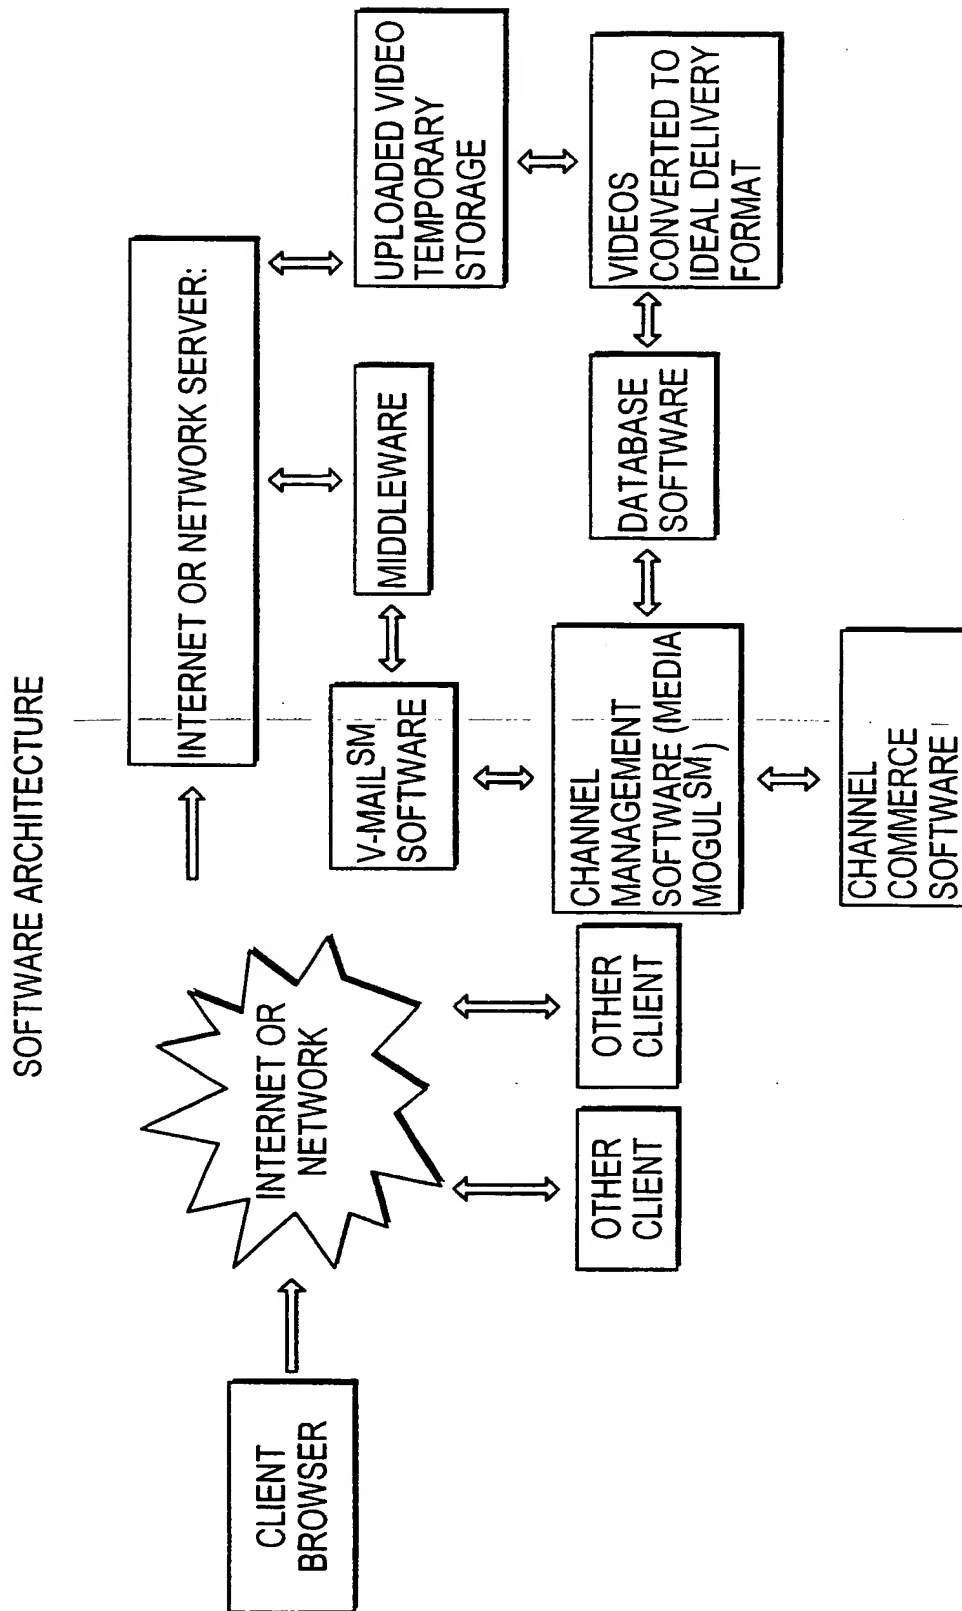 SOFTWARE ARCHITECTURE
CLIENT
BROWSER
INTERNET OR
NETWORK
INTERNET OR NETWORK SERVER:
OTHER
CLIENT
OTHER
CLIENT
V-MAIL SM
SOFTWARE
MIDDLEWARE
UPLOADED VIDEO
TEMPORARY
STORAGE
CHANNEL
MANAGEMENT
SOFTWARE (MEDIA
MOGUL SM)
DATABASE
SOFTWARE
VIDEOS
CONVERTED TO
IDEAL DELIVERY
FORMAT
CHANNEL
COMMERCE
SOFTWARE